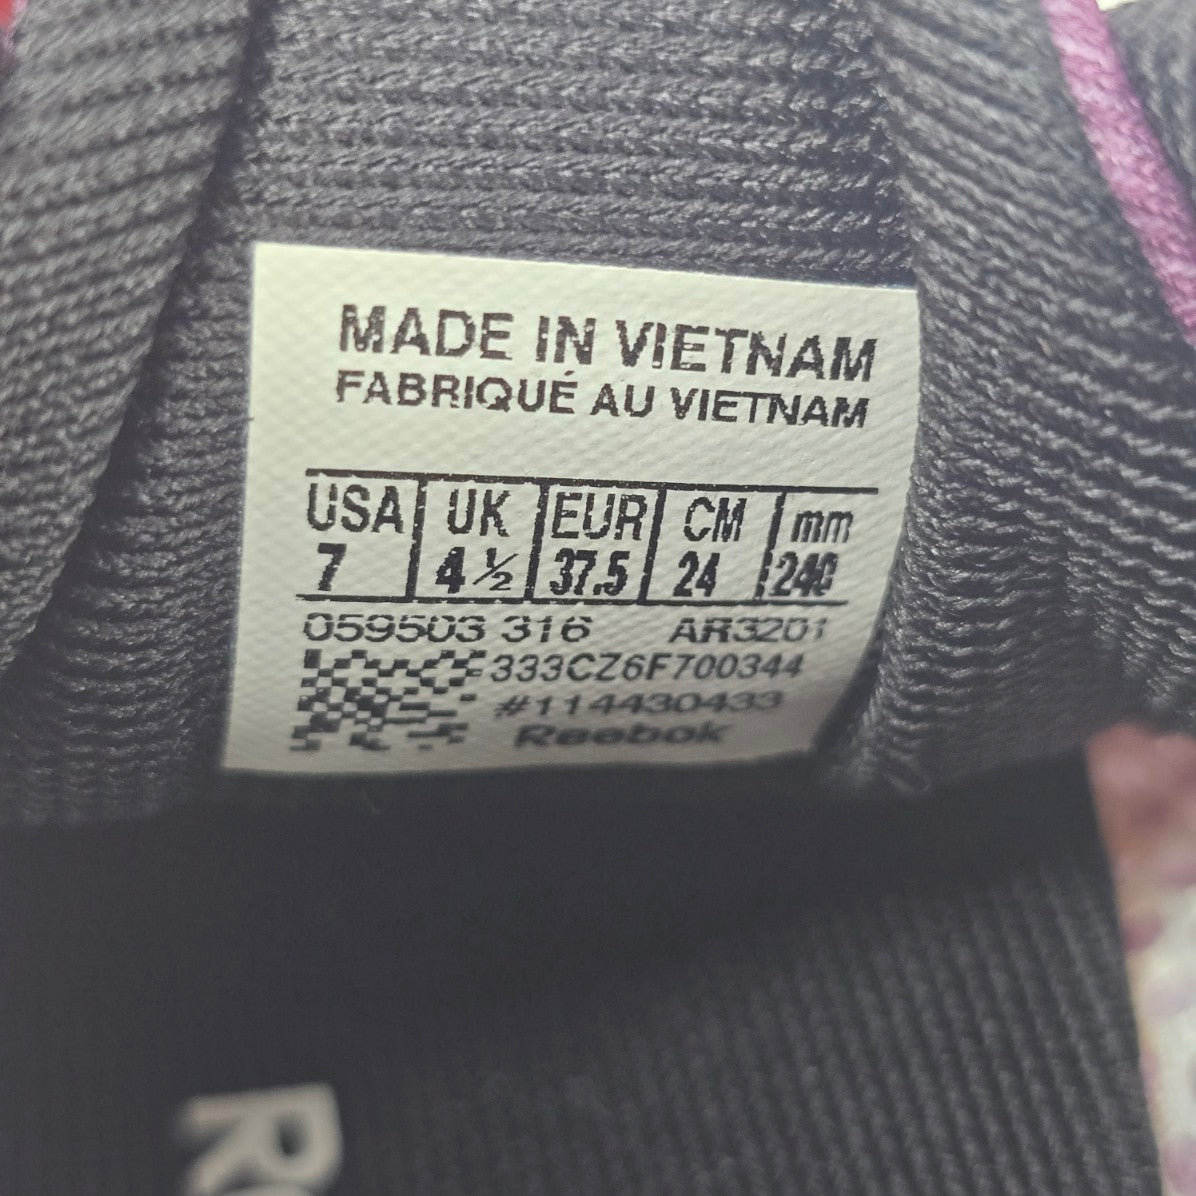 MADE IN VIETNAM
FABRIQUÉ AU VIETNAM
USA UK EUR CM mm
7 4 ½ 37.5 24 240
059503 316 AR3201
333CZ6F700344
#114430433
Reebok